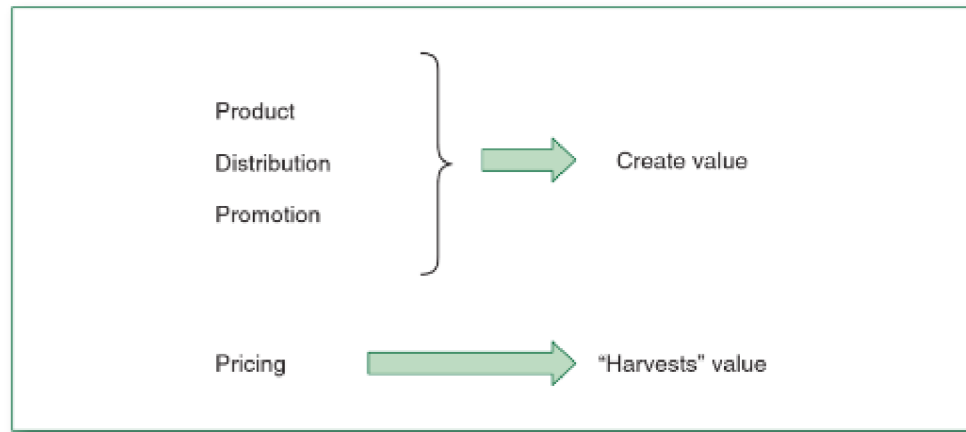 Product
Distribution
Promotion
Create value
Pricing
“Harvests” value